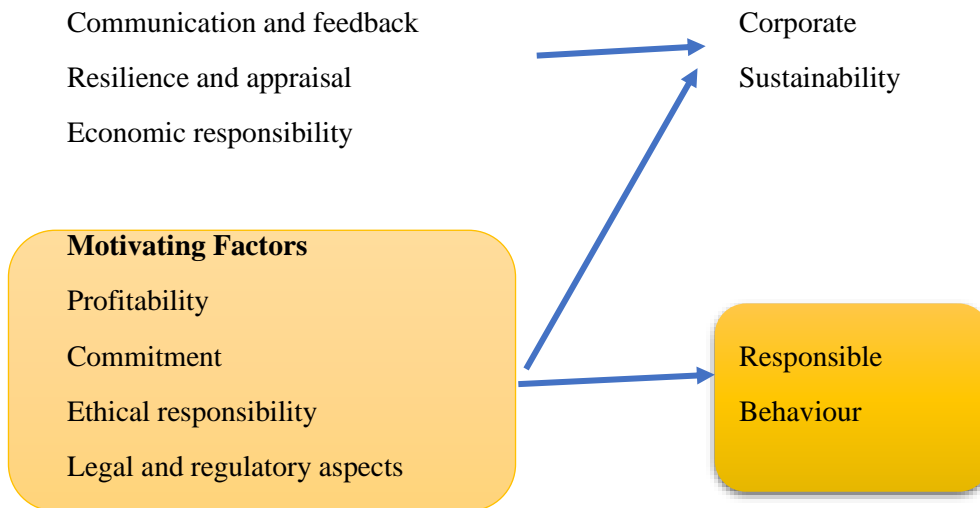 Communication and feedback
Resilience and appraisal
Economic responsibility
Corporate
Sustainability
Motivating Factors
Profitability
Commitment
Ethical responsibility
Legal and regulatory aspects
Responsible
Behaviour